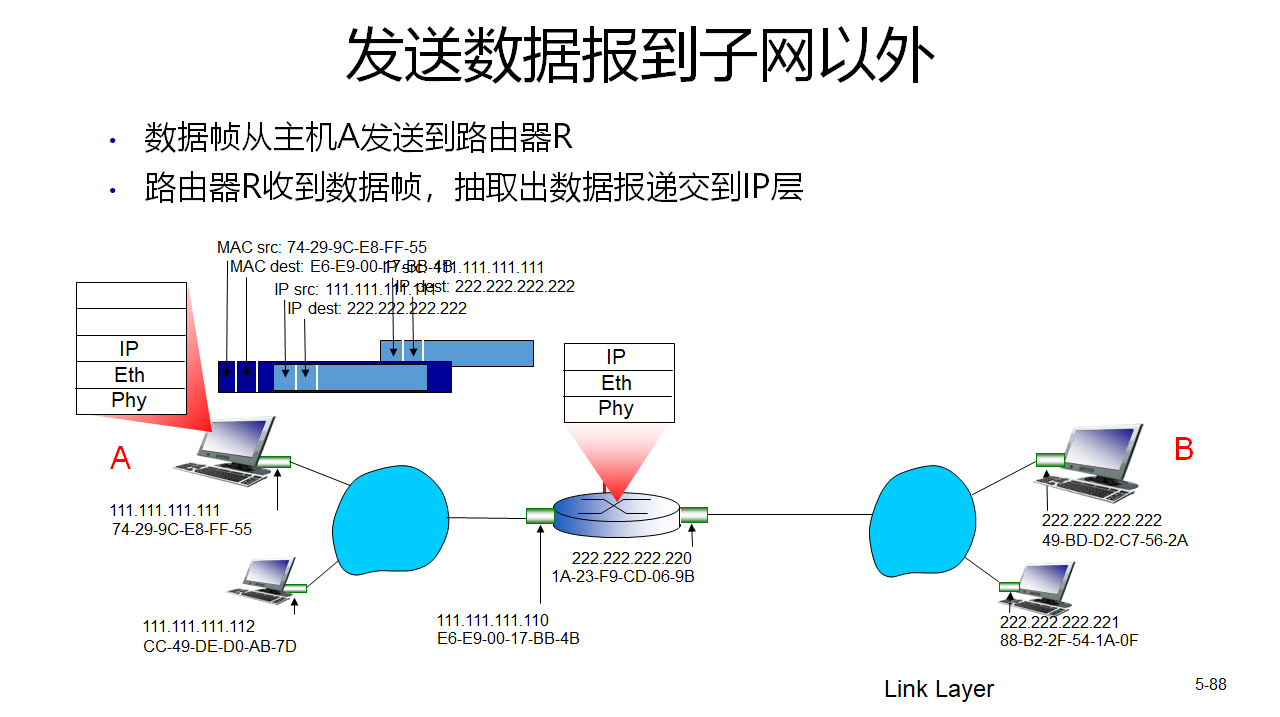 发送数据报到子网以外
• 数据帧从主机A发送到路由器R
• 路由器R收到数据帧，抽取出数据报递交到IP层
MAC src: 74-29-9C-E8-FF-55
MAC dest: E6-E9-00-17-BB-4B
IP src: 111.111.111.111
IP dest: 222.222.222.222
IP src: 111.111.111.111
IP dest: 222.222.222.222
IP
Eth
Phy
IP
Eth
Phy
A
B
111.111.111.111
74-29-9C-E8-FF-55
222.222.222.222
49-BD-D2-C7-56-2A
222.222.222.220
1A-23-F9-CD-06-9B
111.111.111.112
CC-49-DE-D0-AB-7D
111.111.111.110
E6-E9-00-17-BB-4B
222.222.222.221
88-B2-2F-54-1A-0F
Link Layer
5-88